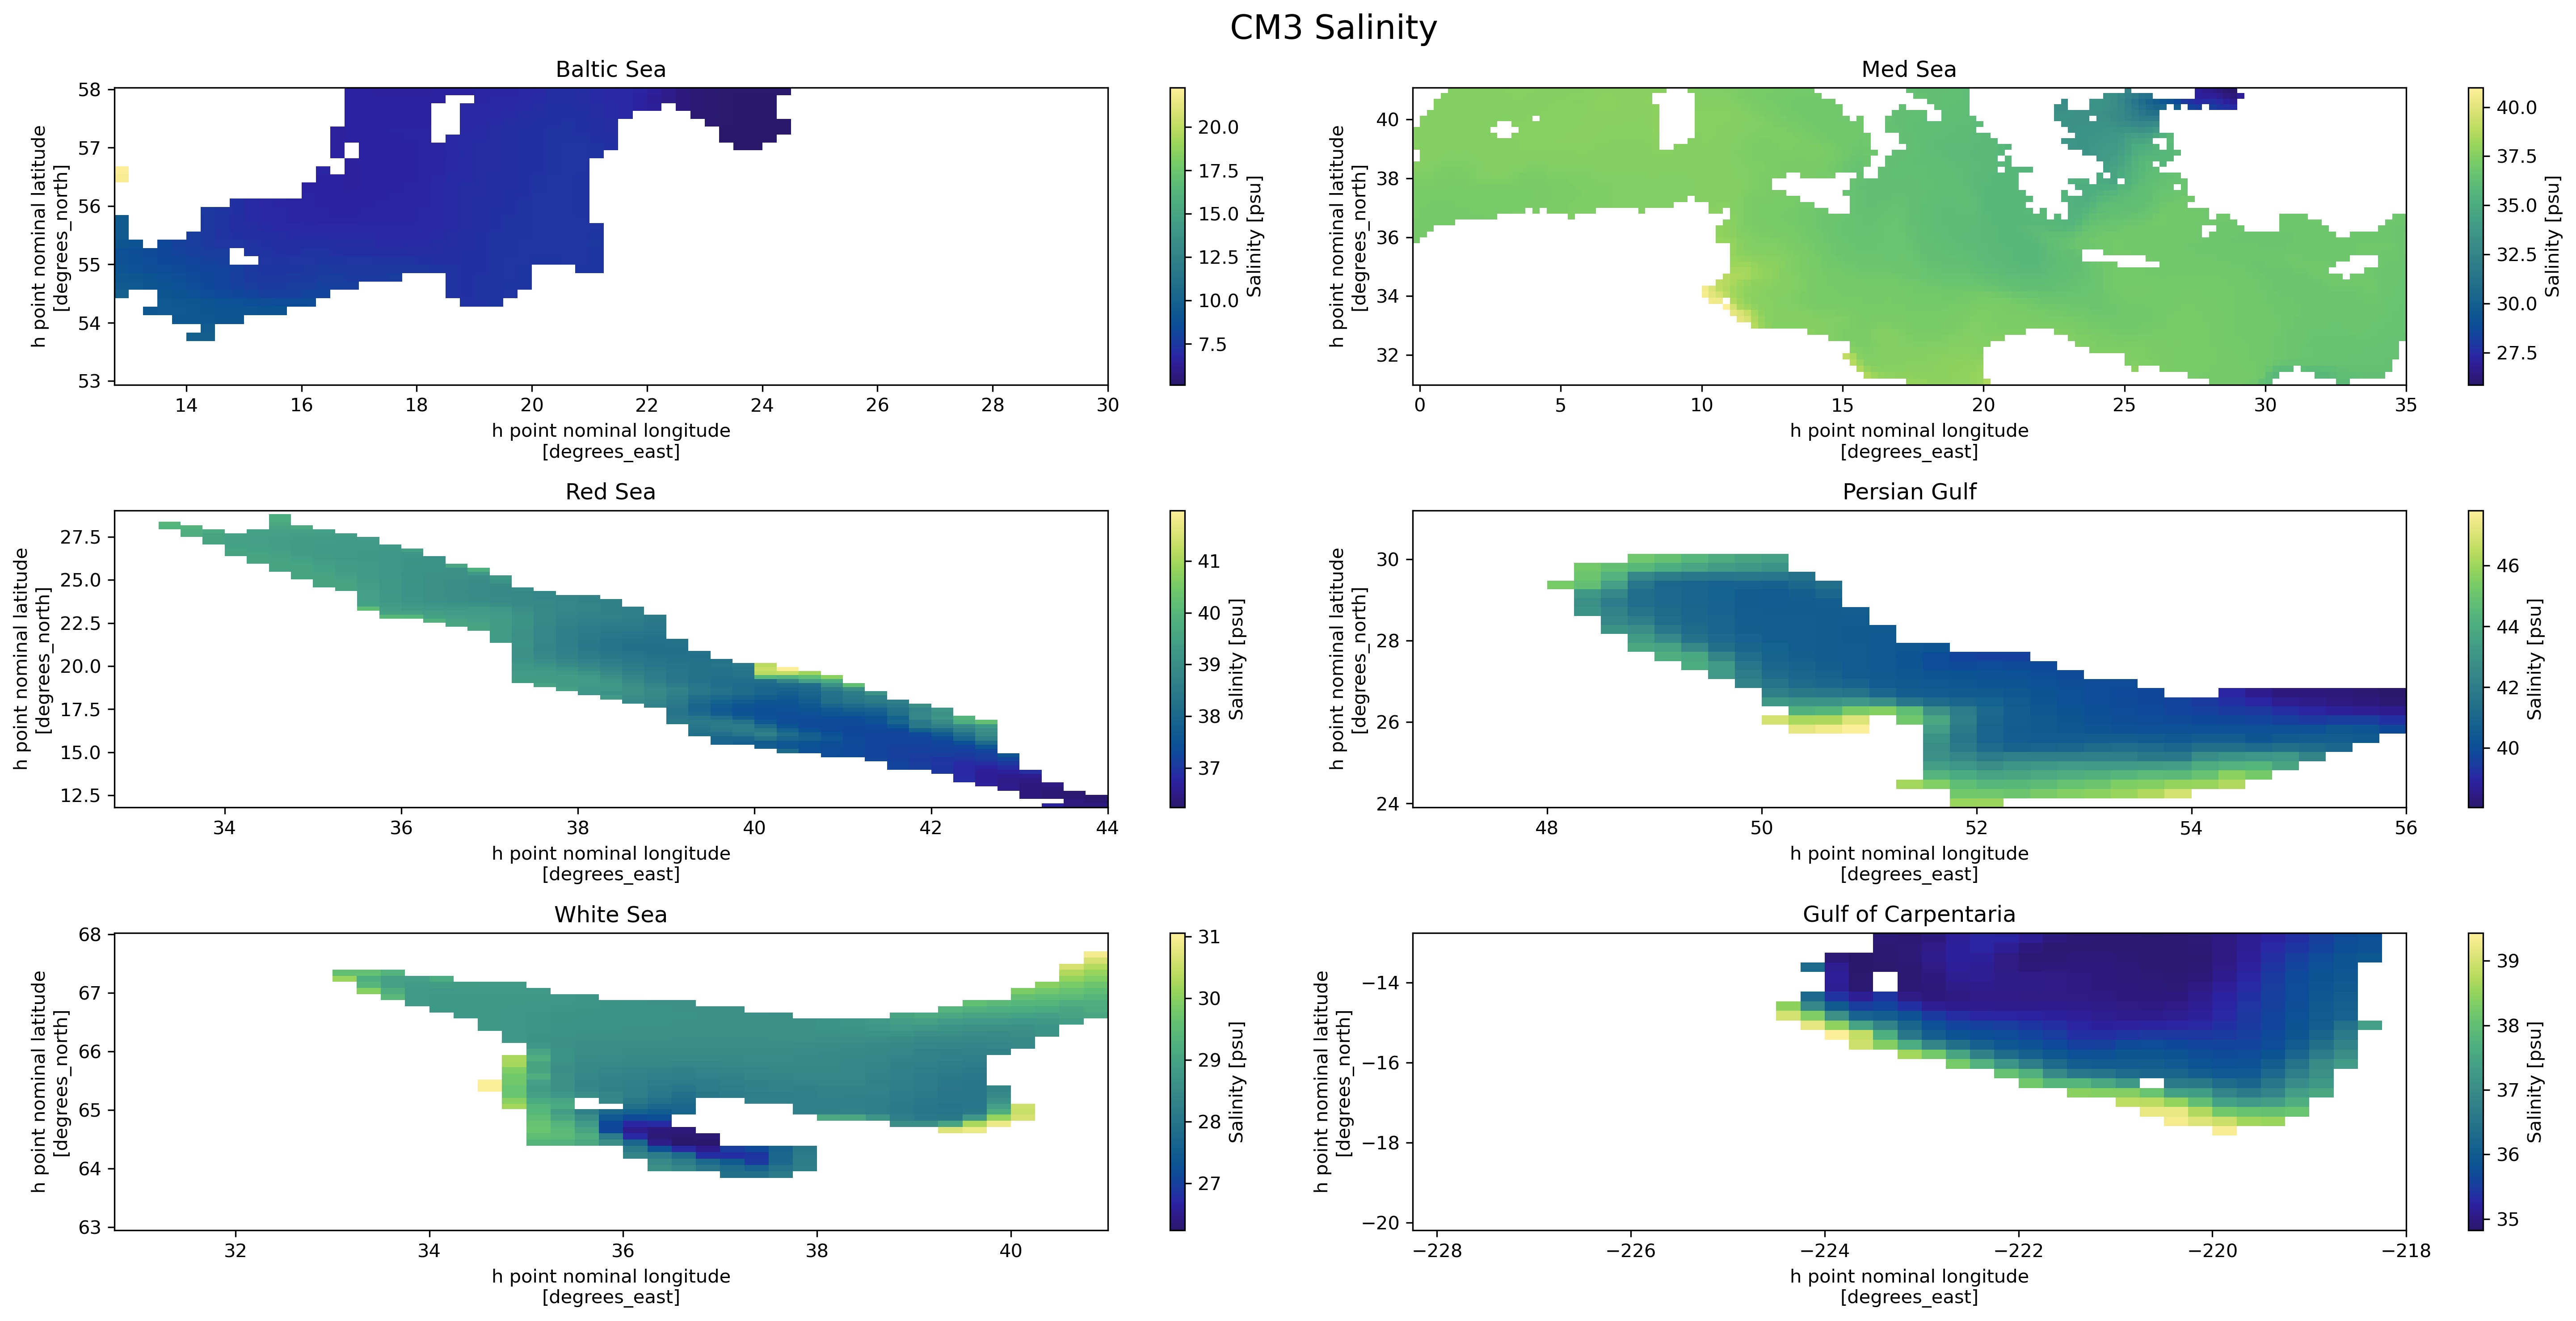 CM3 Salinity
Baltic Sea
58
57
56
55
54
53
h point nominal latitude
[degrees_north]
14
16
18
20
22
24
26
28
30
h point nominal longitude
[degrees_east]
20.0
17.5
15.0
12.5
10.0
7.5
Salinity [psu]
Med Sea
40
38
36
34
32
h point nominal latitude
[degrees_north]
0
5
10
15
20
25
30
35
h point nominal longitude
[degrees_east]
40.0
37.5
35.0
32.5
30.0
27.5
Salinity [psu]
Red Sea
27.5
25.0
22.5
20.0
17.5
15.0
12.5
h point nominal latitude
[degrees_north]
34
36
38
40
42
44
h point nominal longitude
[degrees_east]
41
40
39
38
37
Salinity [psu]
Persian Gulf
30
28
26
24
h point nominal latitude
[degrees_north]
48
50
52
54
56
h point nominal longitude
[degrees_east]
46
44
42
40
Salinity [psu]
White Sea
68
67
66
65
64
63
h point nominal latitude
[degrees_north]
32
34
36
38
40
h point nominal longitude
[degrees_east]
31
30
29
28
27
Salinity [psu]
Gulf of Carpentaria
−14
−16
−18
−20
h point nominal latitude
[degrees_north]
−228
−226
−224
−222
−220
−218
h point nominal longitude
[degrees_east]
39
38
37
36
35
Salinity [psu]